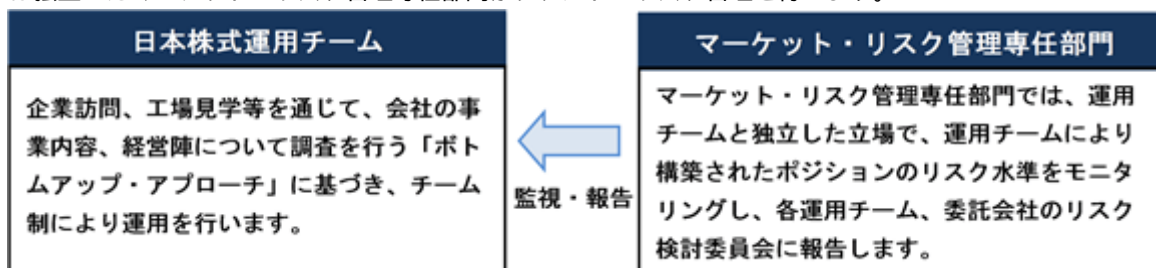 日本株式運用チーム
企業訪問、工場見学等を通じて、会社の事
業内容、経営陣について調査を行う「ボト
ムアップ・アプローチ」に基づき、チーム
制により運用を行います。
監視・報告
マーケット・リスク管理専任部門
マーケット・リスク管理専任部門では、運用
チームと独立した立場で、運用チームにより
構築されたポジションのリスク水準をモニタ
リングし、各運用チーム、委託会社のリスク
検討委員会に報告します。